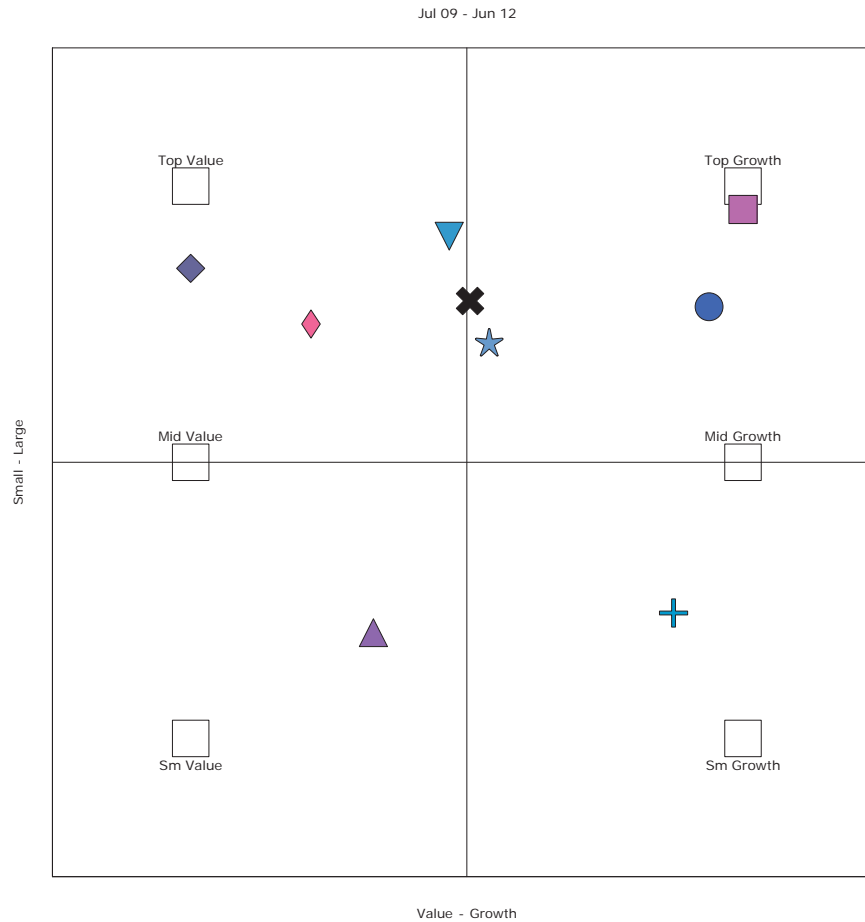 Jul 09 - Jun 12
Top Value
Top Growth
Mid Value
Mid Growth
Small - Large
Sm Value
Sm Growth
Value - Growth